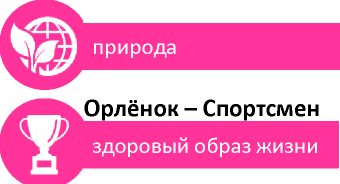 природа
Орлёнок – Спортсмен
здоровый образ жизни